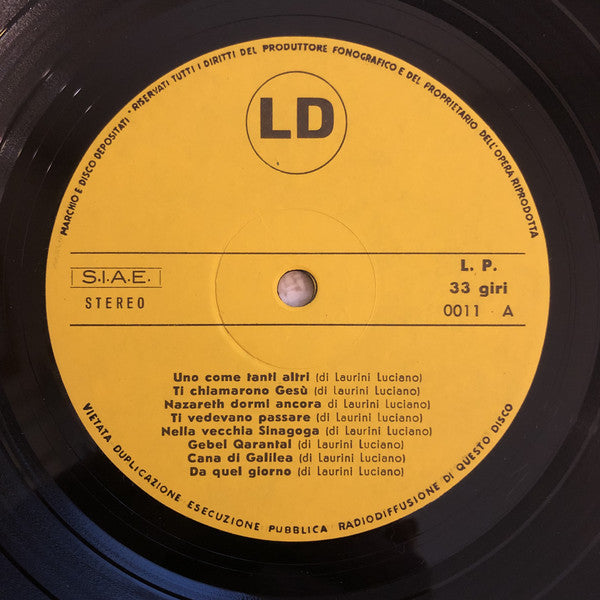 MARCHIO E DISCO DEPOSITATI · RISERVATI TUTTI I DIRITTI DEL PRODUTTORE FONOGRAFICO E DEL PROPRIETARIO DELL'OPERA RIPRODOTTA
LD
S.I.A.E.
STEREO
L. P.
33 giri
0011 · A
Uno come tanti altri (di Laurini Luciano)
Ti chiamarono Gesù (di Laurini Luciano)
Nazareth dormi ancora (di Laurini Luciano)
Ti vedevano passare (di Laurini Luciano)
Nella vecchia Sinagoga (di Laurini Luciano)
Gebel Qarantal (di Laurini Luciano)
Cana di Galilea (di Laurini Luciano)
Da quel giorno (di Laurini Luciano)
VIETATA DUPLICAZIONE ESECUZIONE PUBBLICA RADIODIFFUSIONE DI QUESTO DISCO